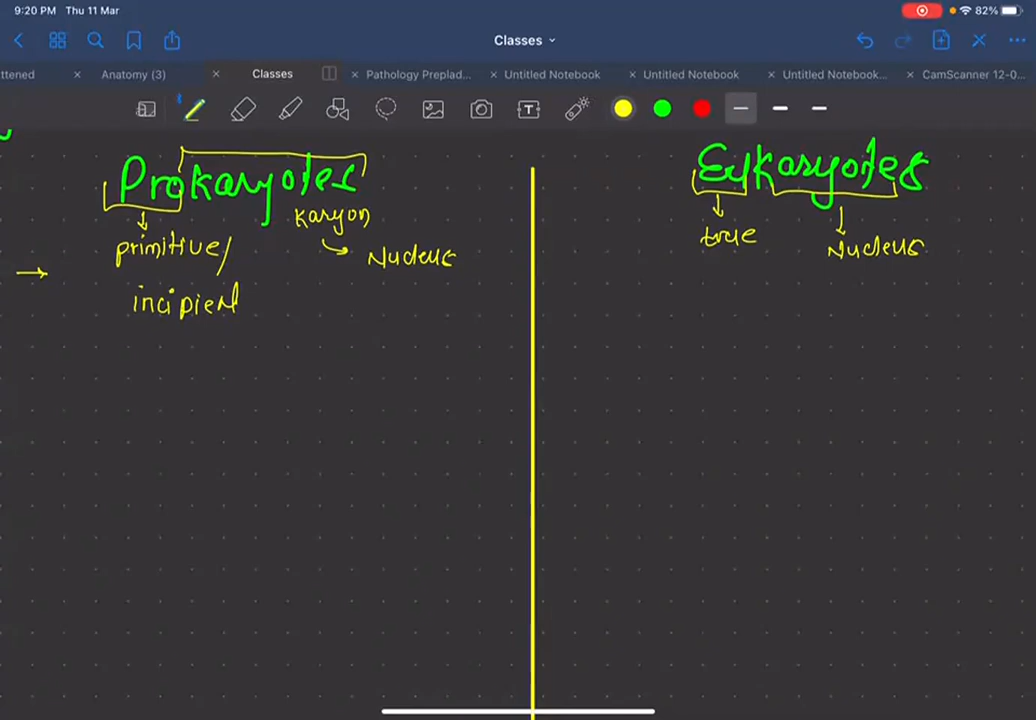 9:20 PM Thu 11 Mar
82%
Classes
ttened
Anatomy (3)
Classes
Pathology Preplad...
Untitled Notebook
Untitled Notebook
Untitled Notebook...
CamScanner 12-0...
T
Prokaryotes
Eukaryotes
karyon
primitive/
Nucleus
true
Nucleus
incipient